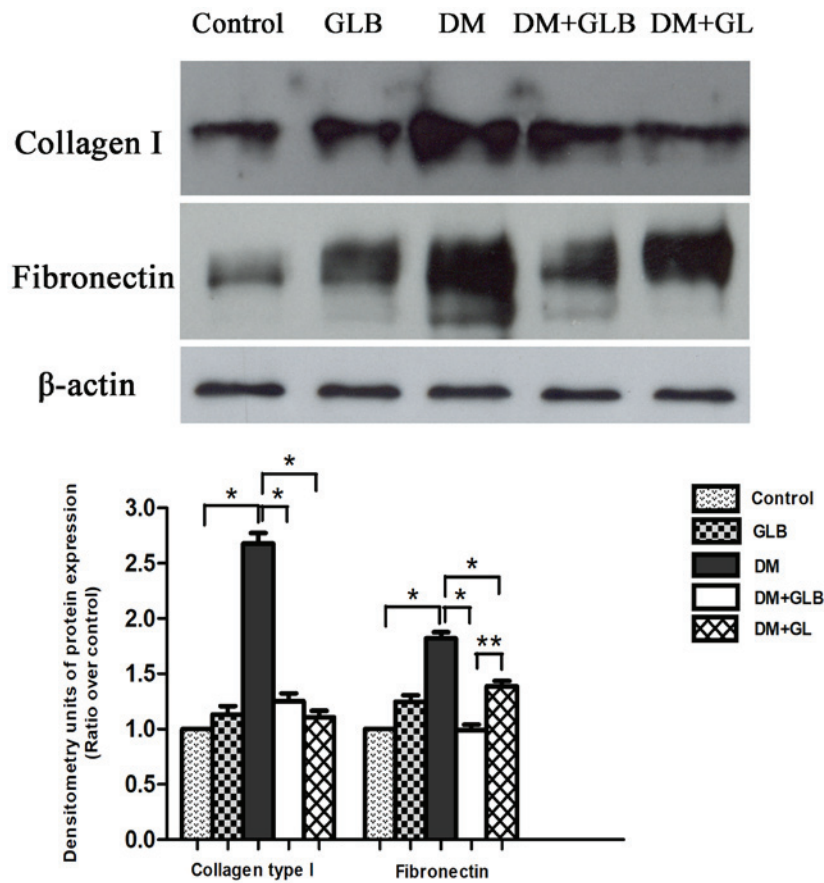 Control GLB DM DM+GLB DM+GL
Collagen I
Fibronectin
β-actin
Densitometry units of protein expression
(Ratio over control)
3.0
2.5
2.0
1.5
1.0
0.5
0.0
* * *
* * * **
Collagen type I Fibronectin
Control
GLB
DM
DM+GLB
DM+GL